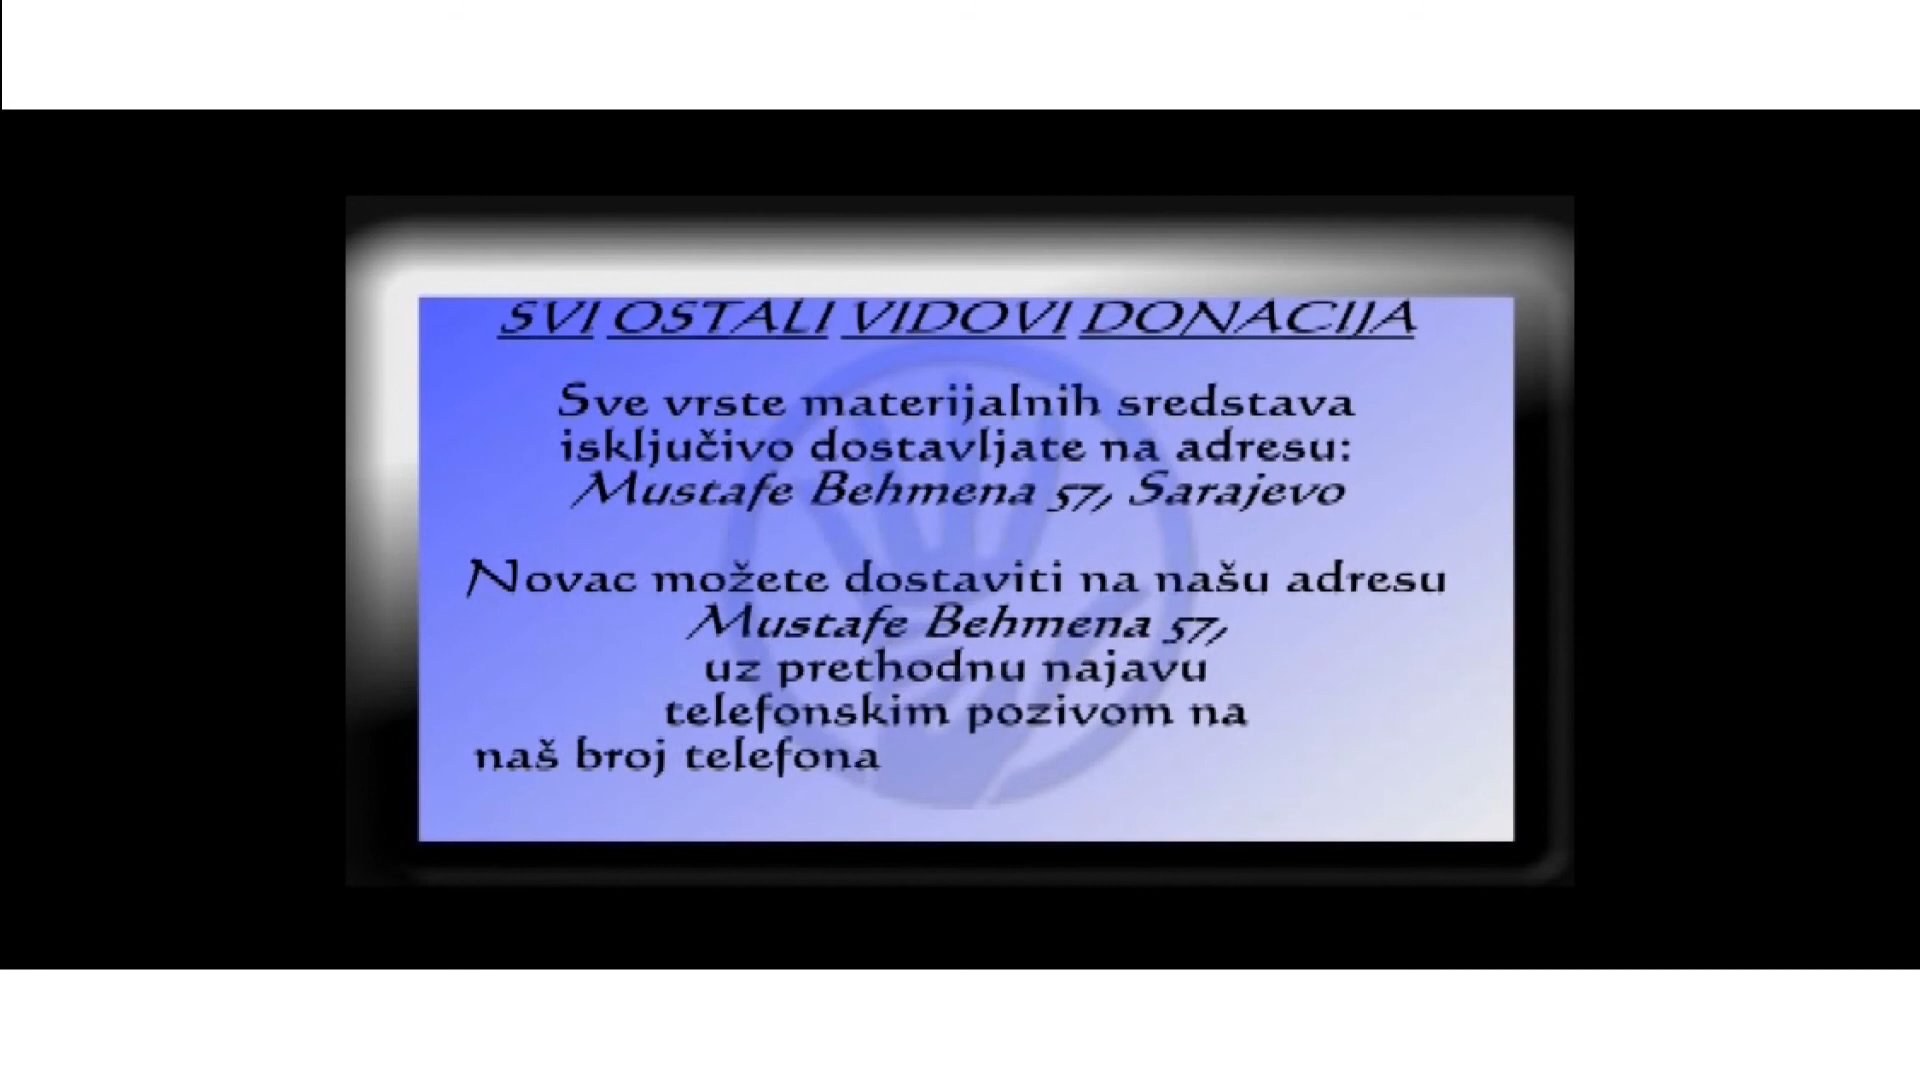 SVI OSTALI VIDOVI DONACIJA
Sve vrste materijalnih sredstava
isključivo dostavljate na adresu:
Mustafe Behmena 57, Sarajevo
Novac možete dostaviti na našu adresu
Mustafe Behmena 57,
uz prethodnu najavu
telefonskim pozivom na
naš broj telefona